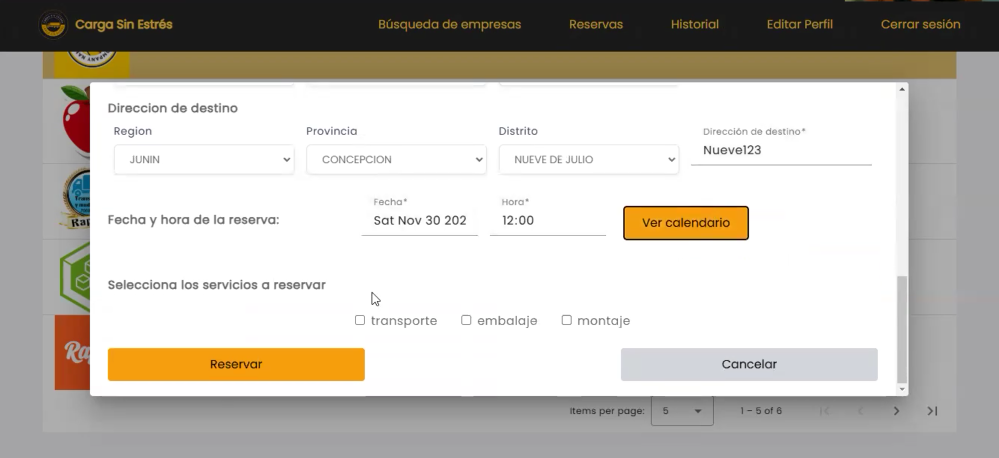 Carga Sin Estrés
Búsqueda de empresas Reservas Historial Editar Perfil Cerrar sesión
Direccion de destino
Region Provincia Distrito Dirección de destino*
JUNIN CONCEPCION NUEVE DE JULIO Nueve123
Fecha y hora de la reserva: Fecha* Hora*
Sat Nov 30 202 12:00 Ver calendario
Selecciona los servicios a reservar
transporte embalaje montaje
Reservar Cancelar
Items per page: 5 1 – 5 of 6